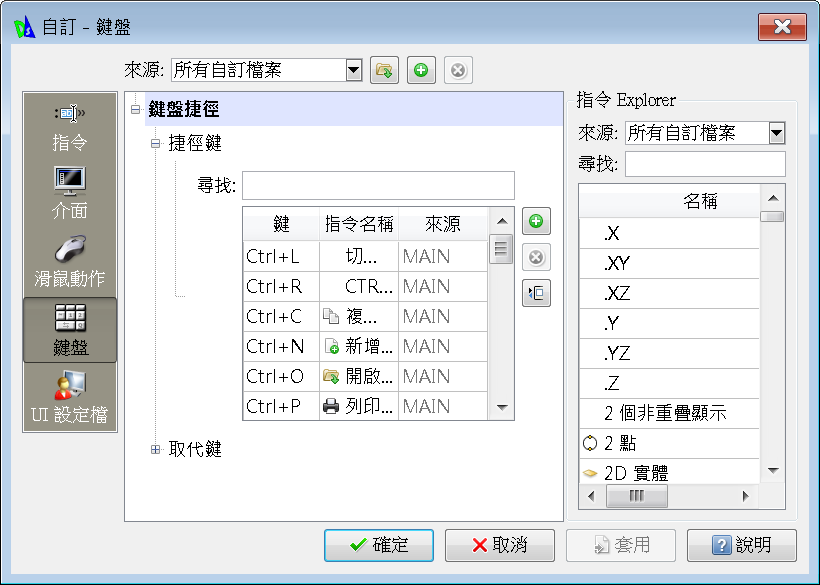 自訂 - 鍵盤
來源: 所有自訂檔案
指令
介面
滑鼠動作
鍵盤
UI 設定檔
鍵盤捷徑
捷徑鍵
尋找:
鍵 指令名稱 來源
Ctrl+L 切... MAIN
Ctrl+R CTR... MAIN
Ctrl+C 複... MAIN
Ctrl+N 新增... MAIN
Ctrl+O 開啟... MAIN
Ctrl+P 列印... MAIN
取代鍵
指令 Explorer
來源: 所有自訂檔案
尋找:
名稱
.X
.XY
.XZ
.Y
.YZ
.Z
2 個非重疊顯示
2 點
2D 實體
確定 取消 套用 說明